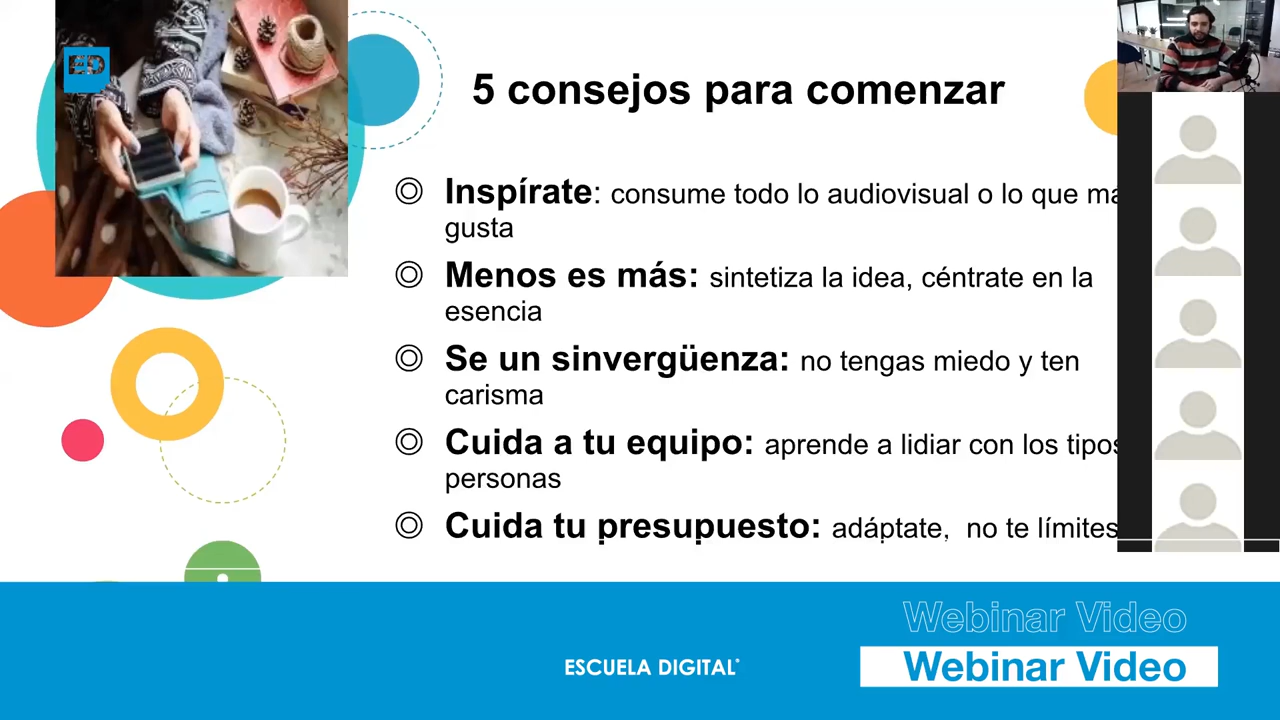 ED
5 consejos para comenzar
Inspírate: consume todo lo audiovisual o lo que
gusta
Menos es más: sintetiza la idea, céntrate en la
esencia
Se un sinvergüenza: no tengas miedo y ten
carisma
Cuida a tu equipo: aprende a lidiar con los tipos
personas
Cuida tu presupuesto: adáptate, no te límites
Webinar Video
ESCUELA DIGITAL
Webinar Video